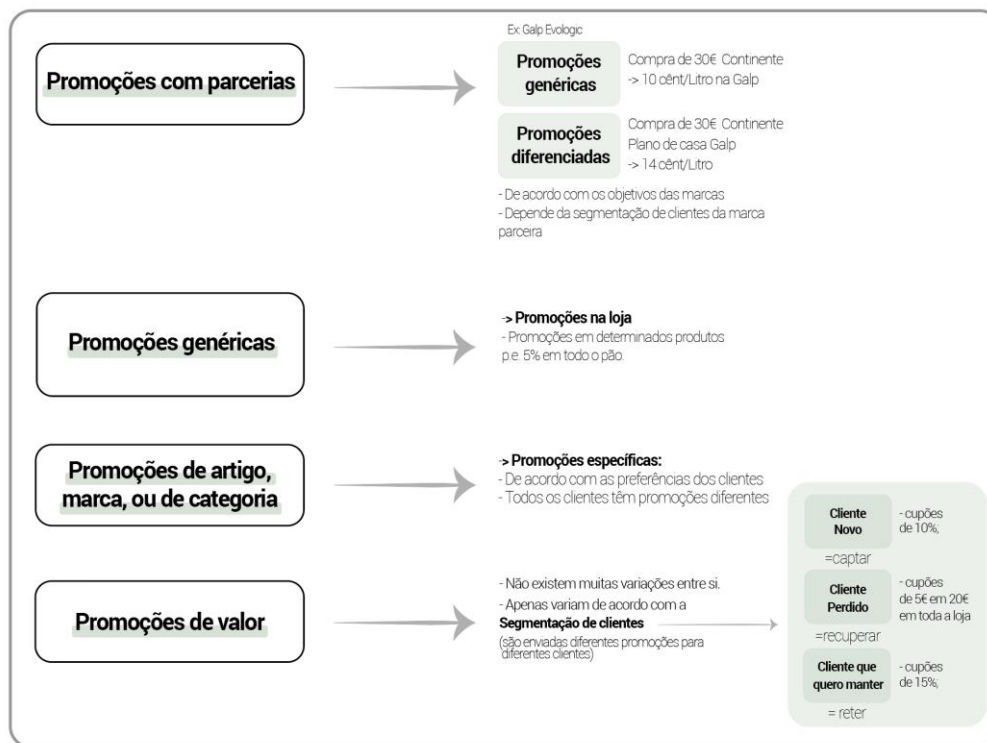 Promoções com parcerias
Ex: Galp Evologic
Promoções
genéricas
Compra de 30€ Continente
-> 10 cênt/Litro na Galp
Promoções
diferenciadas
Compra de 30€ Continente
Plano de casa Galp
-> 14 cênt/Litro
- De acordo com os objetivos das marcas
- Depende da segmentação de clientes da marca
parceira
Promoções genéricas
-> Promoções na loja
- Promoções em determinados produtos
p.e. 5% em todo o pão.
Promoções de artigo,
marca, ou de categoria
-> Promoções específicas:
- De acordo com as preferências dos clientes
- Todos os clientes têm promoções diferentes
Promoções de valor
- Não existem muitas variações entre si.
- Apenas variam de acordo com a
Segmentação de clientes
(são enviadas diferentes promoções para
diferentes clientes)
Cliente
Novo
- cupões
de 10%;
=captar
Cliente
Perdido
- cupões
de 5€ em 20€
em toda a loja
=recuperar
Cliente que
quero manter
- cupões
de 15%;
= reter